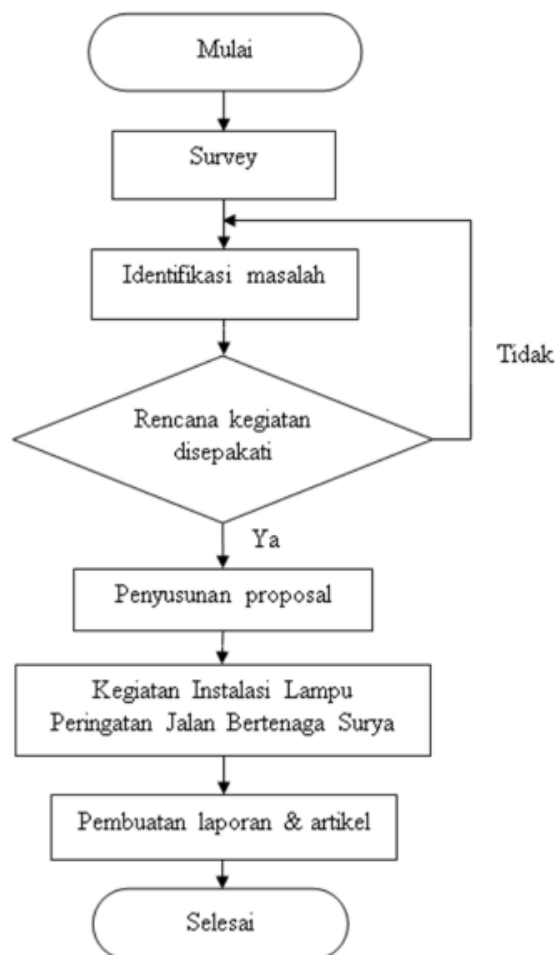 Mulai
Survey
Identifikasi masalah
Tidak
Rencana kegiatan
disepakati
Ya
Penyusunan proposal
Kegiatan Instalasi Lampu
Peringatan Jalan Bertenaga Surya
Pembuatan laporan & artikel
Selesai